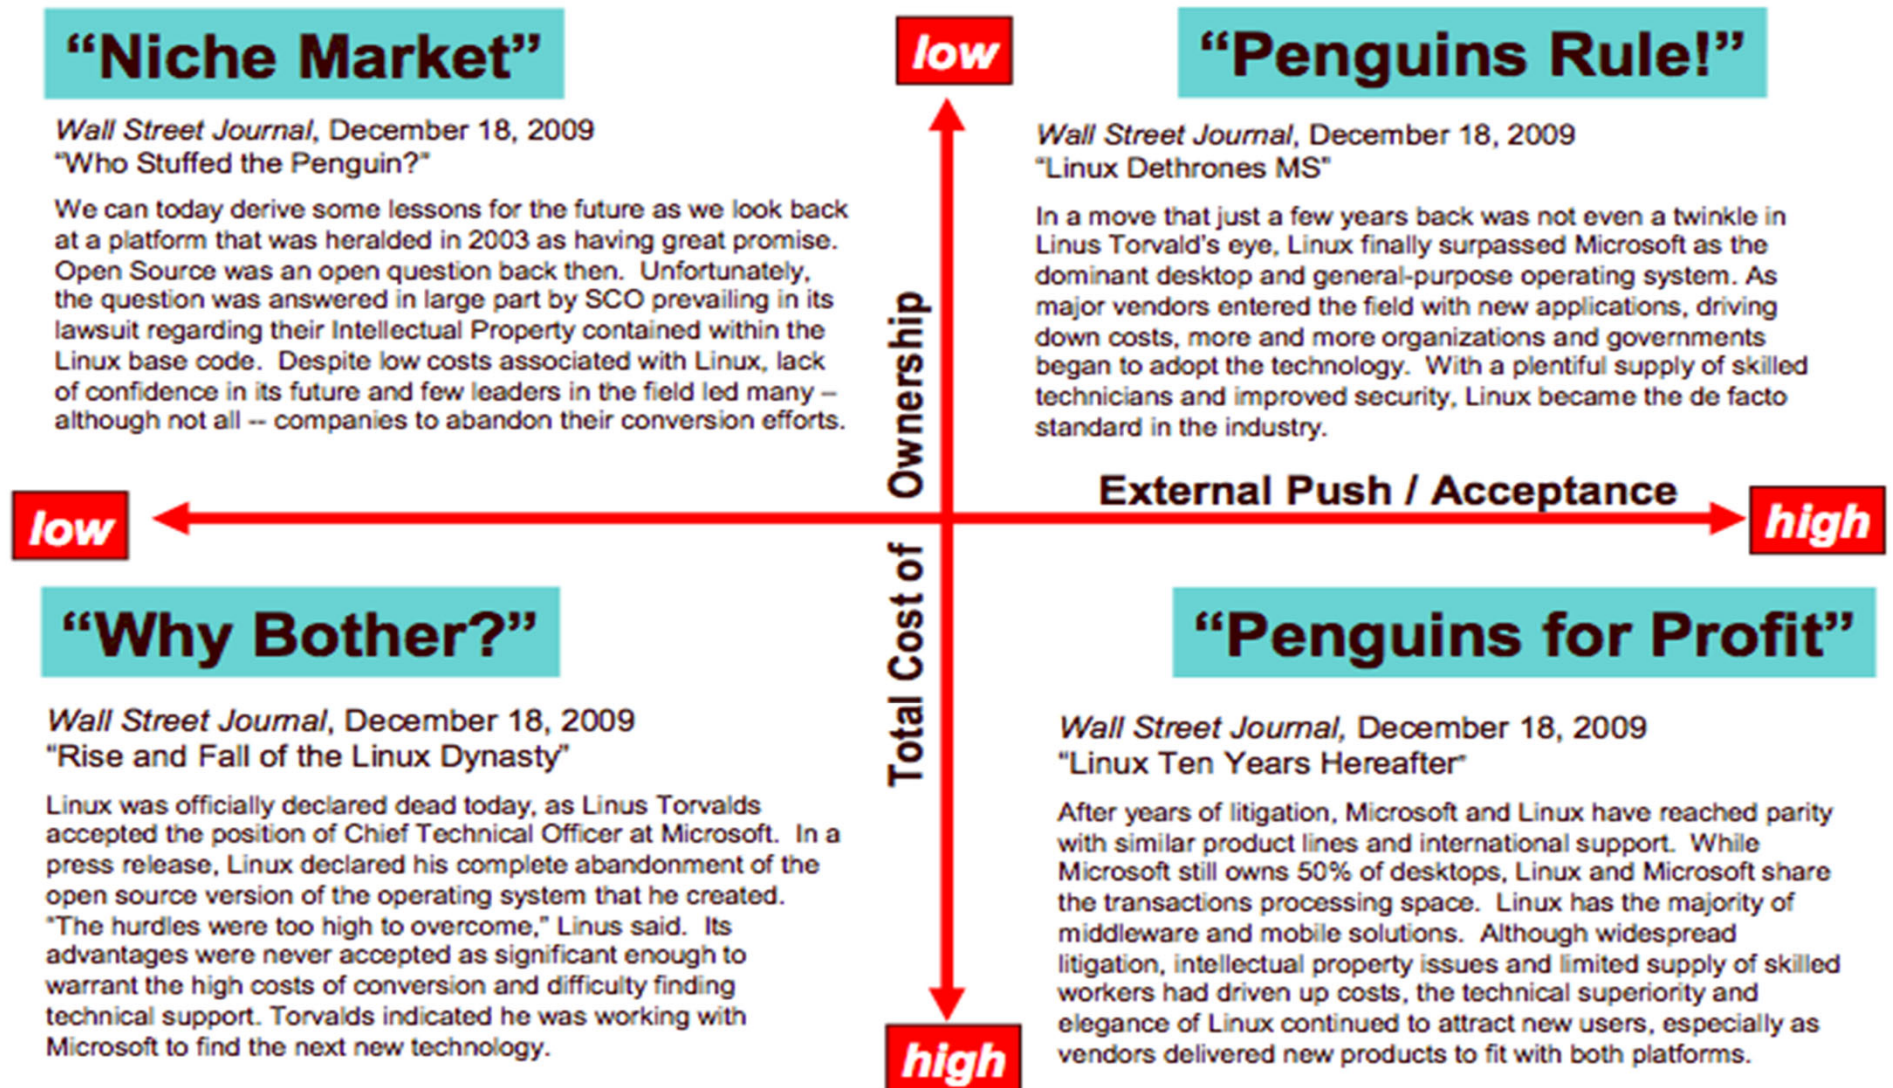 “Niche Market”
Wall Street Journal, December 18, 2009
“Who Stuffed the Penguin?”
We can today derive some lessons for the future as we look back
at a platform that was heralded in 2003 as having great promise.
Open Source was an open question back then.  Unfortunately,
the question was answered in large part by SCO prevailing in its
lawsuit regarding their Intellectual Property contained within the
Linux base code.  Despite low costs associated with Linux, lack
of confidence in its future and few leaders in the field led many –
although not all -- companies to abandon their conversion efforts.
low
“Penguins Rule!”
Wall Street Journal, December 18, 2009
“Linux Dethrones MS”
In a move that just a few years back was not even a twinkle in
Linus Torvald's eye, Linux finally surpassed Microsoft as the
dominant desktop and general-purpose operating system. As
major vendors entered the field with new applications, driving
down costs, more and more organizations and governments
began to adopt the technology.  With a plentiful supply of skilled
technicians and improved security, Linux became the de facto
standard in the industry.
Total Cost of Ownership
External Push / Acceptance
low
high
“Why Bother?”
Wall Street Journal, December 18, 2009
“Rise and Fall of the Linux Dynasty”
Linux was officially declared dead today, as Linus Torvalds
accepted the position of Chief Technical Officer at Microsoft.  In a
press release, Linux declared his complete abandonment of the
open source version of the operating system that he created.
“The hurdles were too high to overcome,” Linus said.  Its
advantages were never accepted as significant enough to
warrant the high costs of conversion and difficulty finding
technical support. Torvalds indicated he was working with
Microsoft to find the next new technology.
“Penguins for Profit”
Wall Street Journal, December 18, 2009
“Linux Ten Years Hereafter“
After years of litigation, Microsoft and Linux have reached parity
with similar product lines and international support.  While
Microsoft still owns 50% of desktops, Linux and Microsoft share
the transactions processing space.  Linux has the majority of
middleware and mobile solutions.  Although widespread
litigation, intellectual property issues and limited supply of skilled
workers had driven up costs, the technical superiority and
elegance of Linux continued to attract new users, especially as
vendors delivered new products to fit with both platforms.
high